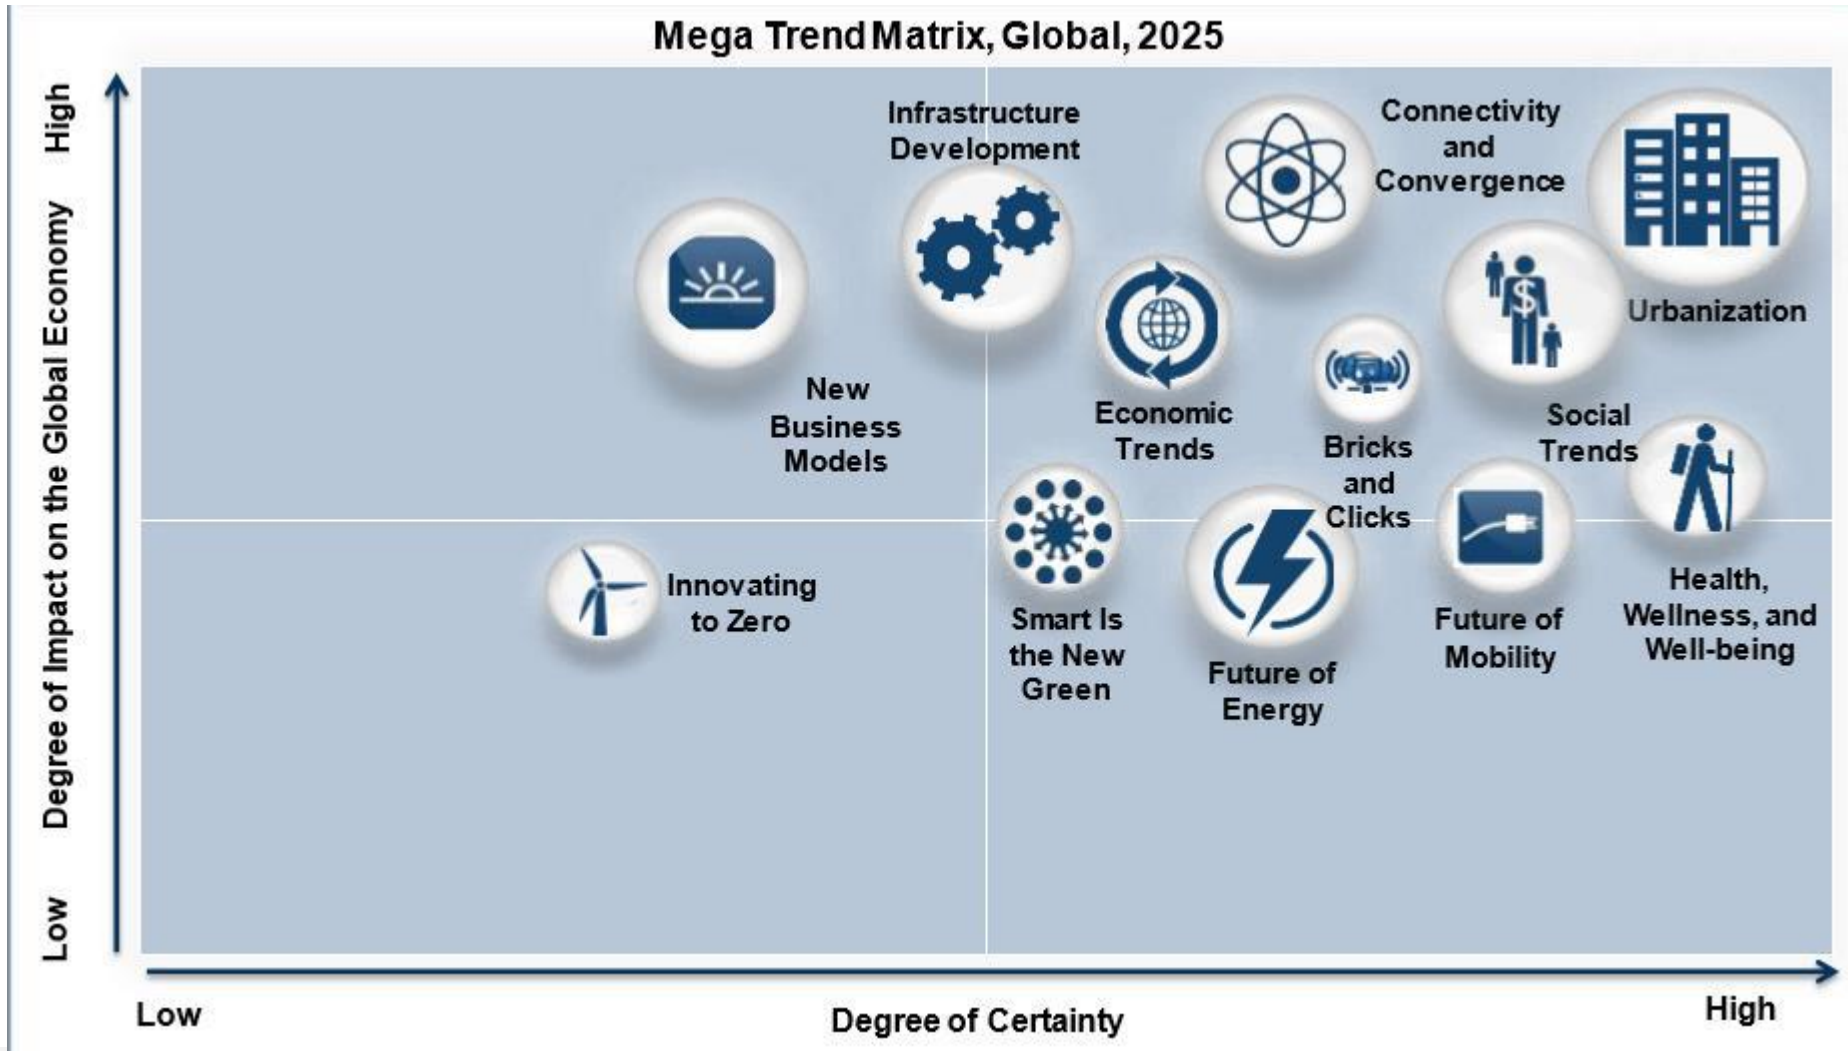 Mega Trend Matrix, Global, 2025
High
Degree of Impact on the Global Economy
Low
Infrastructure
Development
Connectivity
and
Convergence
Urbanization
New
Business
Models
Economic
Trends
Bricks
and
Clicks
Social
Trends
$
Innovating
to Zero
Smart Is
the New
Green
Future of
Energy
Future of
Mobility
Health,
Wellness, and
Well-being
Low
Degree of Certainty
High